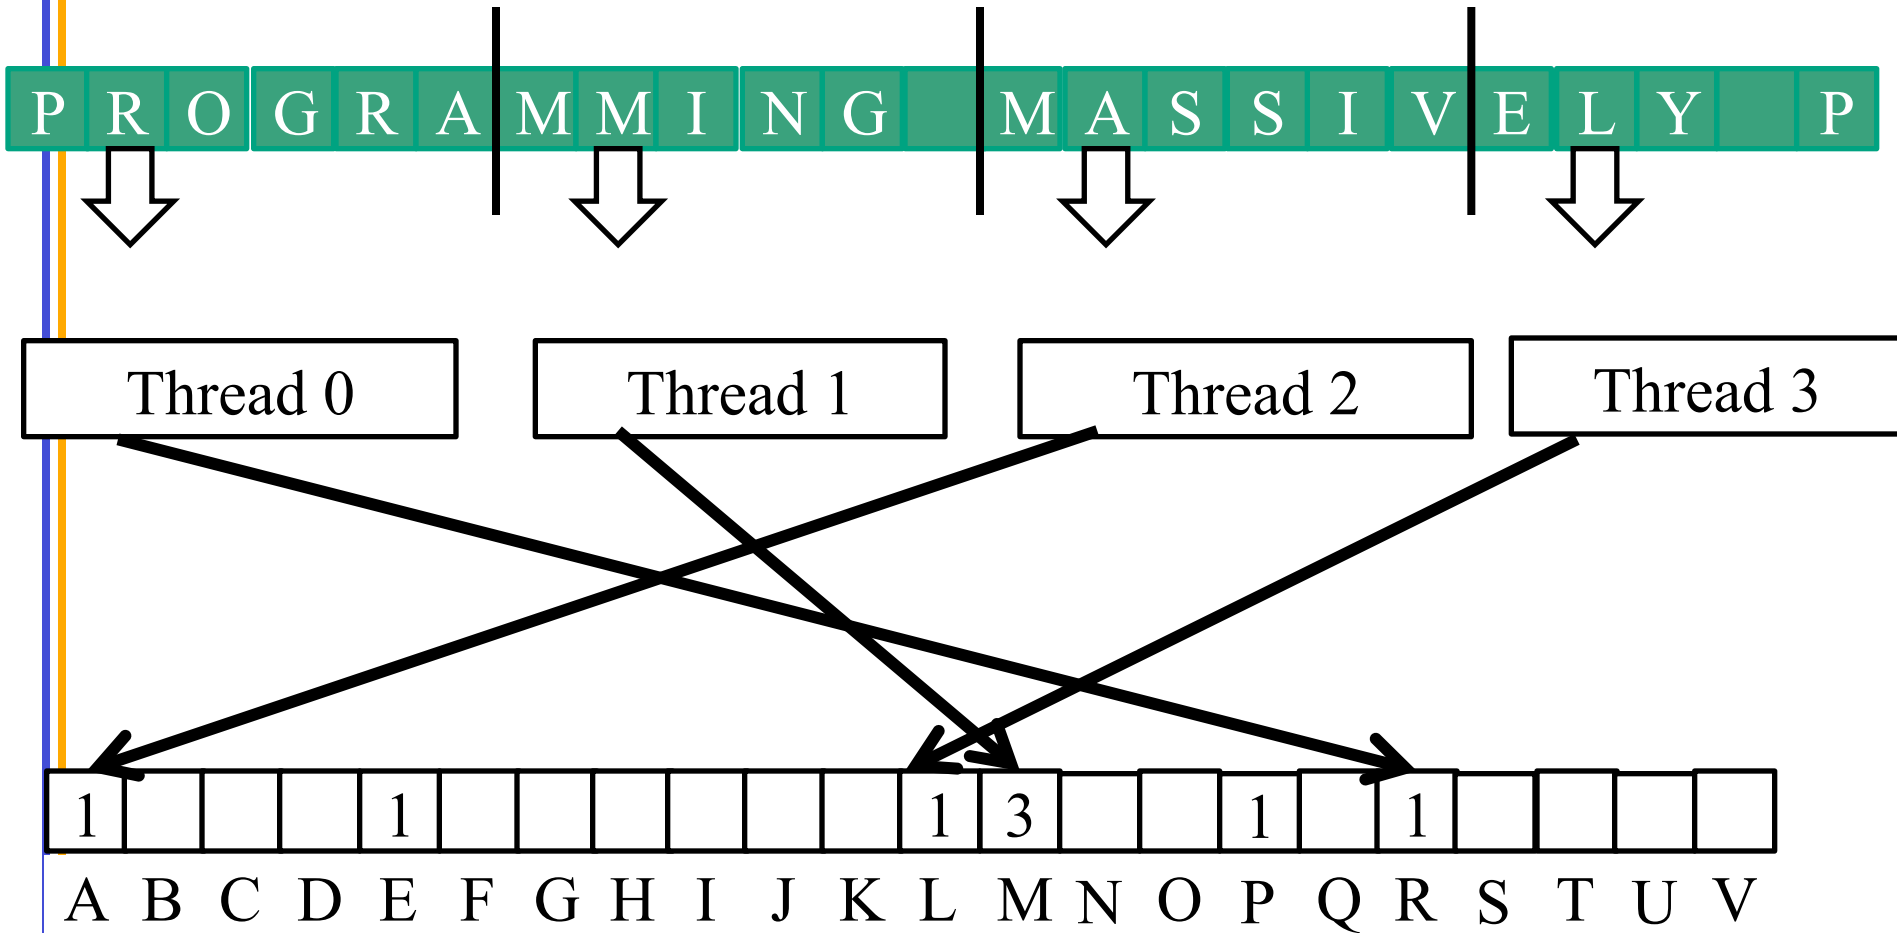 P R O G R A M M I N G M A S S I V E L Y P
Thread 0 Thread 1 Thread 2 Thread 3
1 1 1 3 1 1
A B C D E F G H I J K L M N O P Q R S T U V